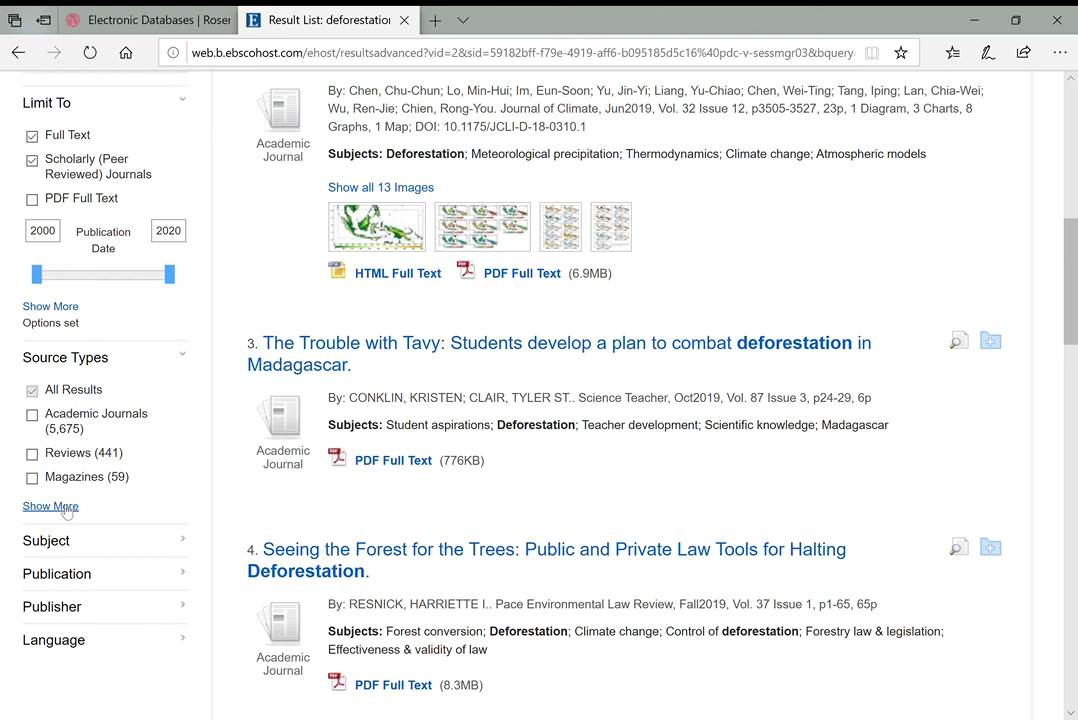 Electronic Databases | Roser
Result List: deforestation
web.b.ebscohost.com/ehost/resultsadvanced?vid=2&sid=59182bff-f79e-4919-aff6-b095185d5c16%40pdc-v-sessmgr03&bquery=
Limit To
Full Text
Scholarly (Peer
Reviewed) Journals
PDF Full Text
2000
Publication
Date
2020
Show More
Options set
Source Types
All Results
Academic Journals
(5,675)
Reviews (441)
Magazines (59)
Show More
Subject
Publication
Publisher
Language
By: Chen, Chu-Chun; Lo, Min-Hui; Im, Eun-Soon; Yu, Jin-Yi; Liang, Yu-Chiao; Chen, Wei-Ting; Tang, Iping; Lan, Chia-Wei;
Wu, Ren-Jie; Chien, Rong-You. Journal of Climate, Jun2019, Vol. 32 Issue 12, p3505-3527, 23p, 1 Diagram, 3 Charts, 8
Graphs, 1 Map; DOI: 10.1175/JCLI-D-18-0310.1
Academic
Journal
Subjects: Deforestation; Meteorological precipitation; Thermodynamics; Climate change; Atmospheric models
Show all 13 Images
HTML Full Text
PDF Full Text (6.9MB)
3. The Trouble with Tavy: Students develop a plan to combat deforestation in
Madagascar.
By: CONKLIN, KRISTEN; CLAIR, TYLER ST.. Science Teacher, Oct2019, Vol. 87 Issue 3, p24-29, 6p
Subjects: Student aspirations; Deforestation; Teacher development; Scientific knowledge; Madagascar
Academic
Journal
PDF Full Text (776KB)
4. Seeing the Forest for the Trees: Public and Private Law Tools for Halting
Deforestation.
By: RESNICK, HARRIETTE I.. Pace Environmental Law Review, Fall2019, Vol. 37 Issue 1, p1-65, 65p
Subjects: Forest conversion; Deforestation; Climate change; Control of deforestation; Forestry law & legislation;
Effectiveness & validity of law
Academic
Journal
PDF Full Text (8.3MB)